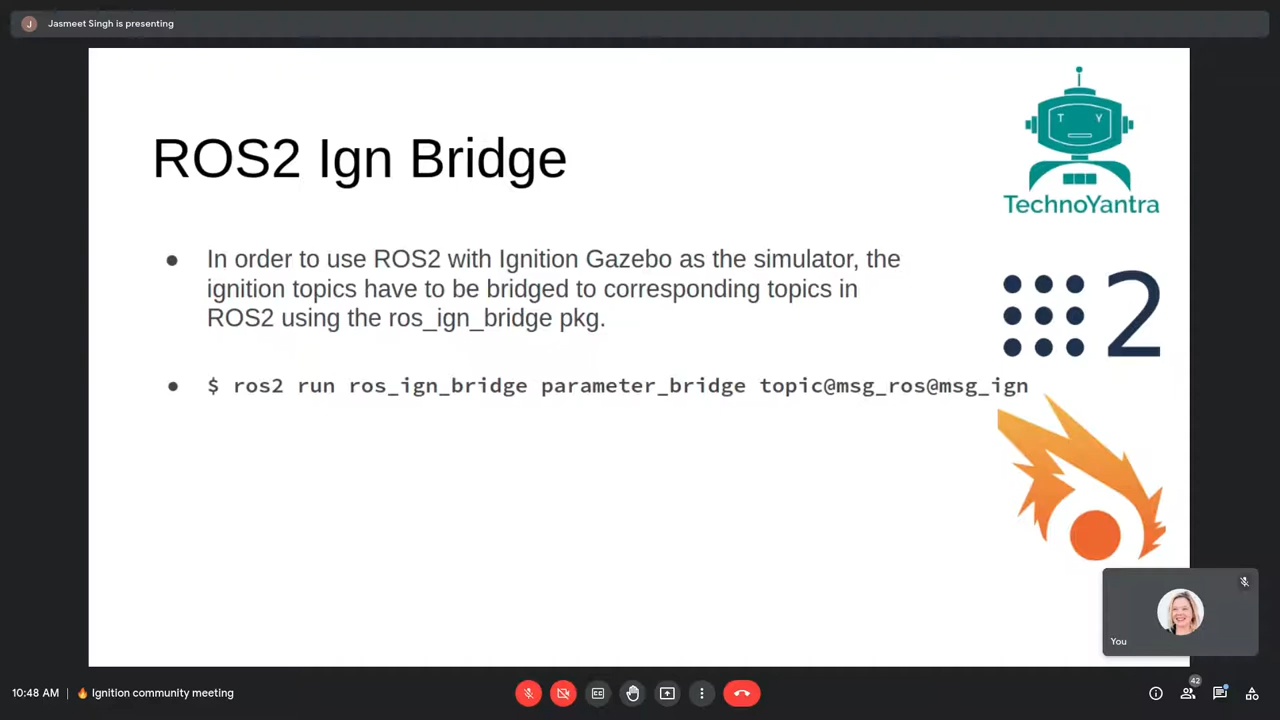 J
Jasmeet Singh is presenting
ROS2 Ign Bridge
T Y
TechnoYantra
● In order to use ROS2 with Ignition Gazebo as the simulator, the
ignition topics have to be bridged to corresponding topics in
ROS2 using the ros_ign_bridge pkg.
2
● $ ros2 run ros_ign_bridge parameter_bridge topic@msg_ros@msg_ign
You
10:48 AM | 🔥 Ignition community meeting
CC
42